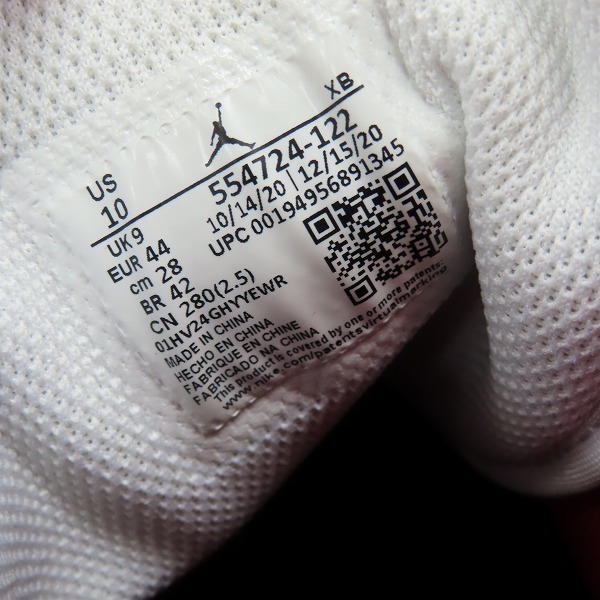 XB
US
10
554724-122
10/14/20 | 12/15/20
UPC 00194956891345
UK 9
EUR 44
cm 28
BR 42
CN 280(2.5)
01HV24GHYYEWR
MADE IN CHINA
HECHO EN CHINA
FABRIQUE EN CHINE
FABRICADO NA CHINA
This product is covered by one or more patents:
www.nike.com/patentsvirtualmarking